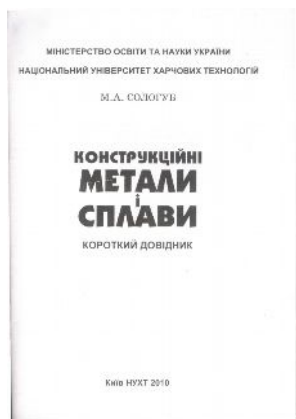 МІНІСТЕРСТВО ОСВІТИ ТА НАУКИ УКРАЇНИ
НАЦІОНАЛЬНИЙ УНІВЕРСИТЕТ ХАРЧОВИХ ТЕХНОЛОГІЙ
М.А. СОЛОГУБ
КОНСТРУКЦІЙНІ
МЕТАЛИ
і
СПЛАВИ
КОРОТКИЙ ДОВІДНИК
Київ НУХТ 2010